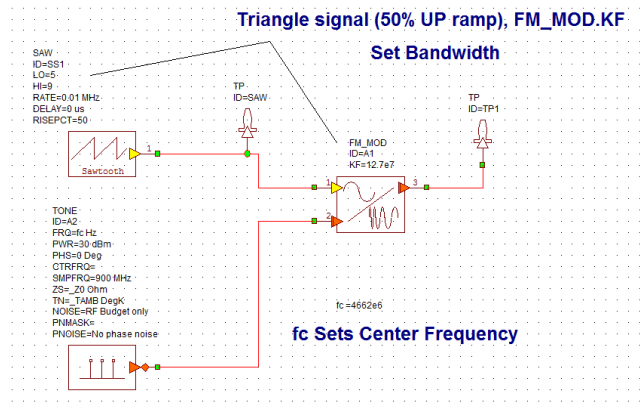 Triangle signal (50% UP ramp), FM_MOD.KF
Set Bandwidth
SAW
ID=SS1
LO=5
HI=9
RATE=0.01 MHz
DELAY=0 us
RISEPCT=50
TP
ID=SAW
TP
ID=TP1
1
Sawtooth
FM_MOD
ID=A1
KF=12.7e7
1
3
2
TONE
ID=A2
FRQ=fc Hz
PWR=30 dBm
PHS=0 Deg
CTRFRQ=
SMPFRQ=900 MHz
ZS=_Z0 Ohm
TN=_TAMB DegK
NOISE=RF Budget only
PNMASK=
PNOISE=No phase noise
fc =4662e6
fc Sets Center Frequency